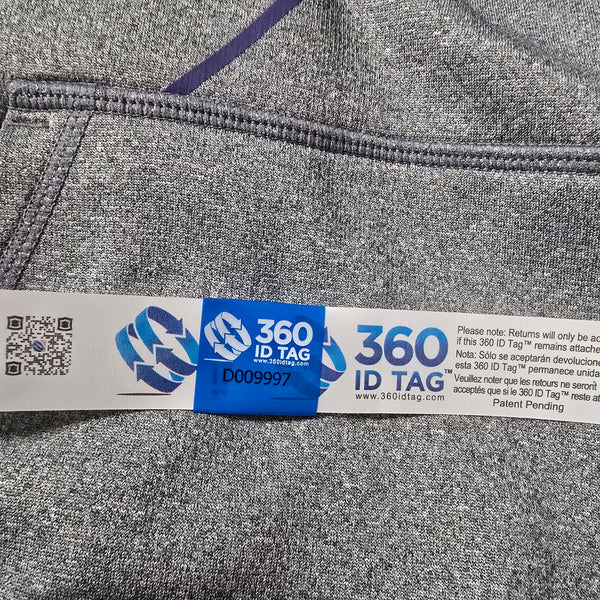 360
ID TAG
www.360idtag.com
D009997
360
ID TAG™
www.360idtag.com
Please note: Returns will only be ac
if this 360 ID Tag™ remains attache
Nota: Sólo se aceptarán devolucione
esta 360 ID Tag™ permanece unida
Veuillez noter que les retours ne seront
acceptés que si le 360 ID Tag™ reste at
Patent Pending